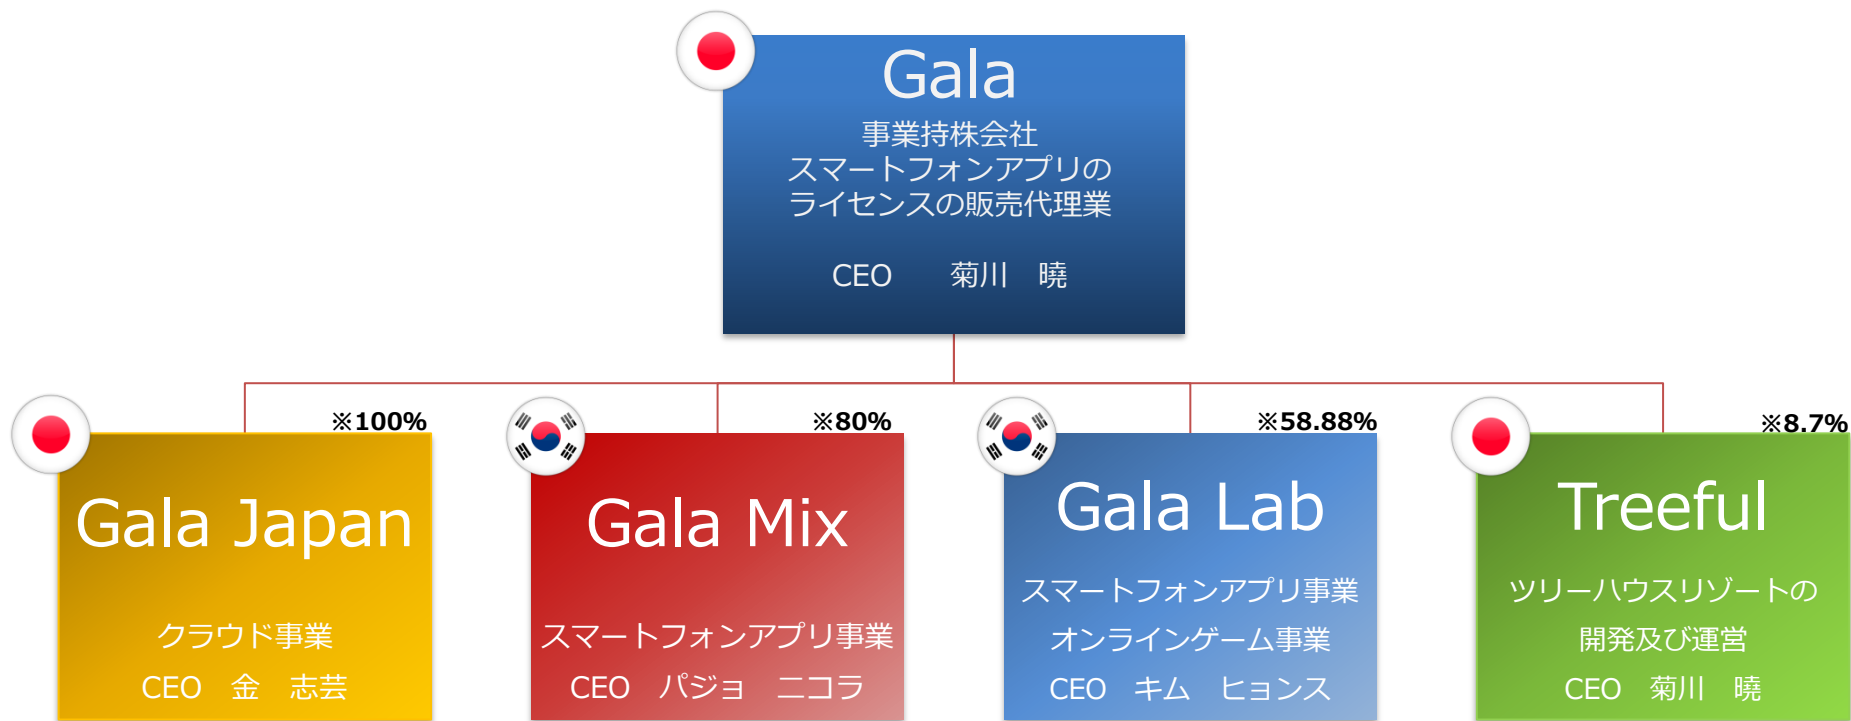 Gala
事業持株会社
スマートフォンアプリの
ライセンスの販売代理業
CEO　　菊川　曉
※100%
Gala Japan
クラウド事業
CEO　金　志芸
※80%
Gala Mix
スマートフォンアプリ事業
CEO　パジョ　ニコラ
※58.88%
Gala Lab
スマートフォンアプリ事業
オンラインゲーム事業
CEO　キム　ヒョンス
※8.7%
Treeful
ツリーハウスリゾートの
開発及び運営
CEO　菊川　曉